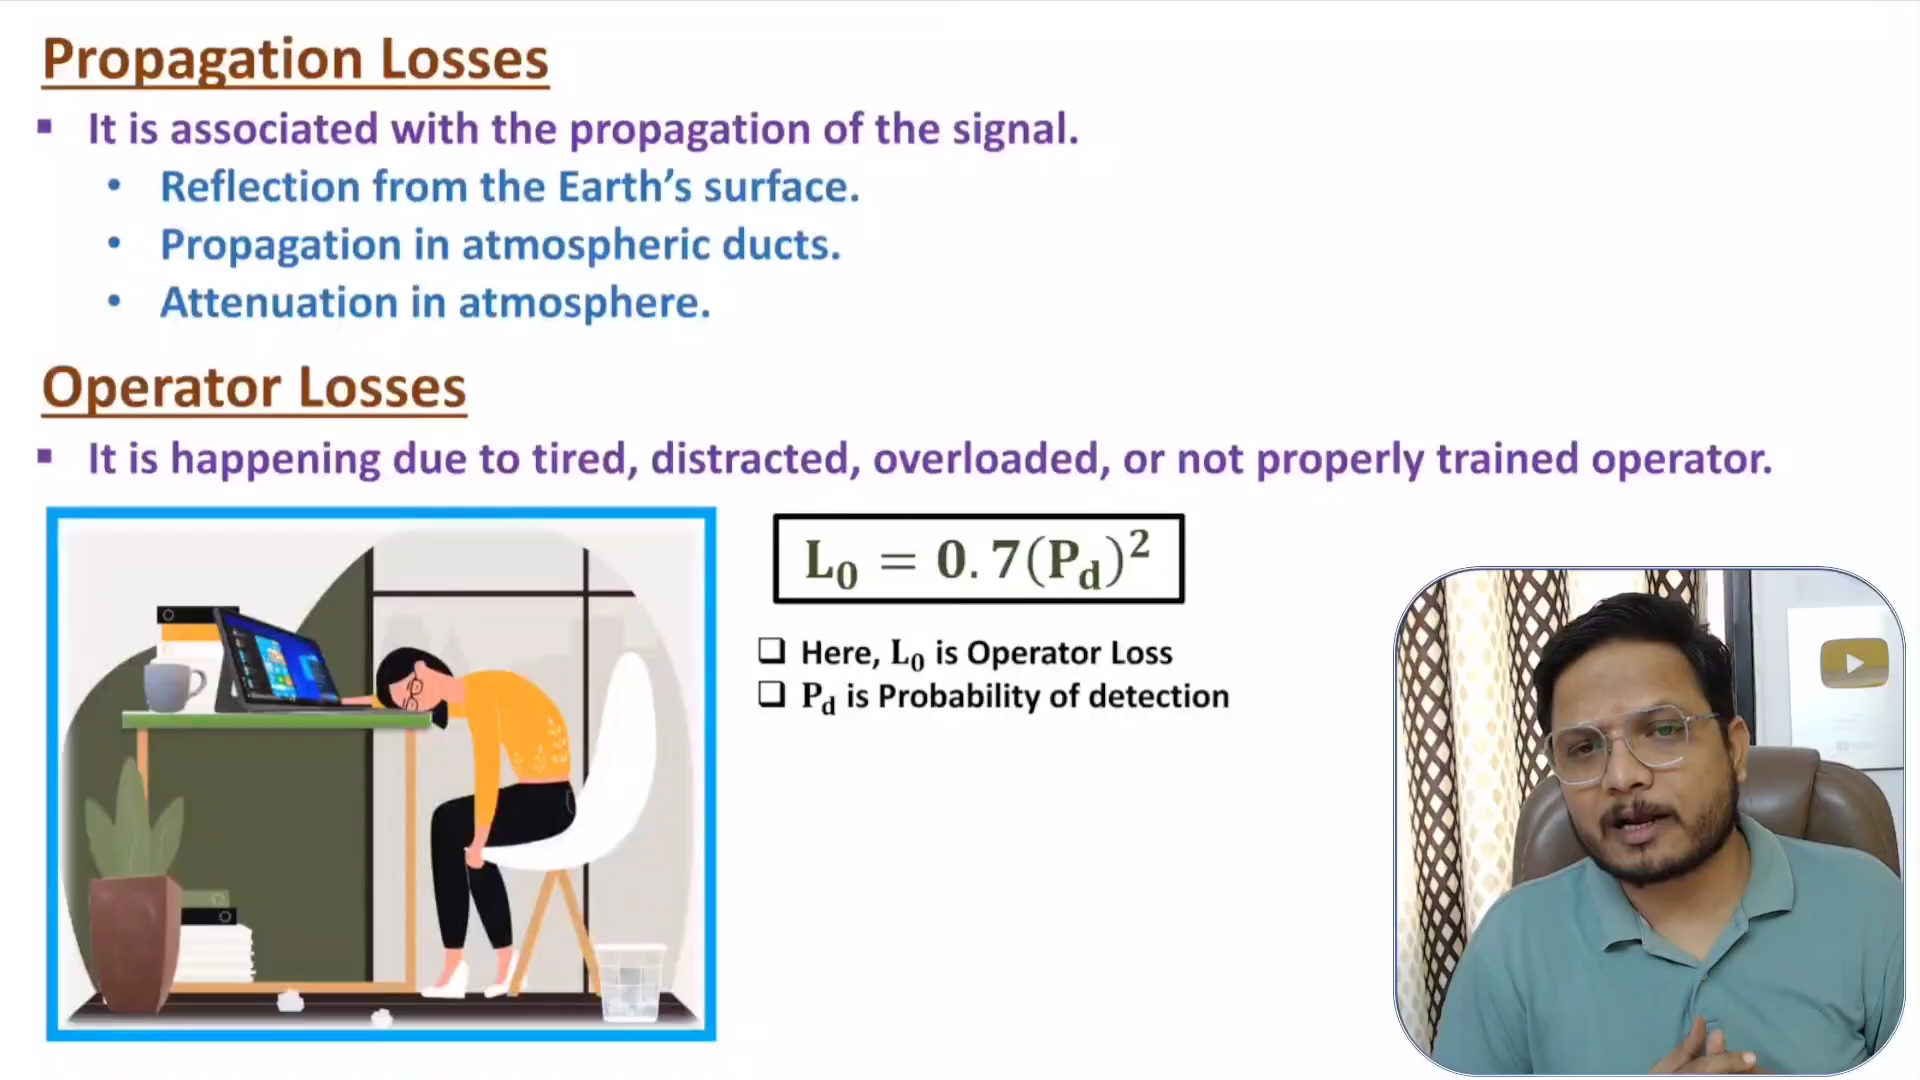 Propagation Losses
▪ It is associated with the propagation of the signal.
• Reflection from the Earth’s surface.
• Propagation in atmospheric ducts.
• Attenuation in atmosphere.
Operator Losses
▪ It is happening due to tired, distracted, overloaded, or not properly trained operator.
L₀ = 0.7(P_d)²
❑ Here, L₀ is Operator Loss
❑ P_d is Probability of detection